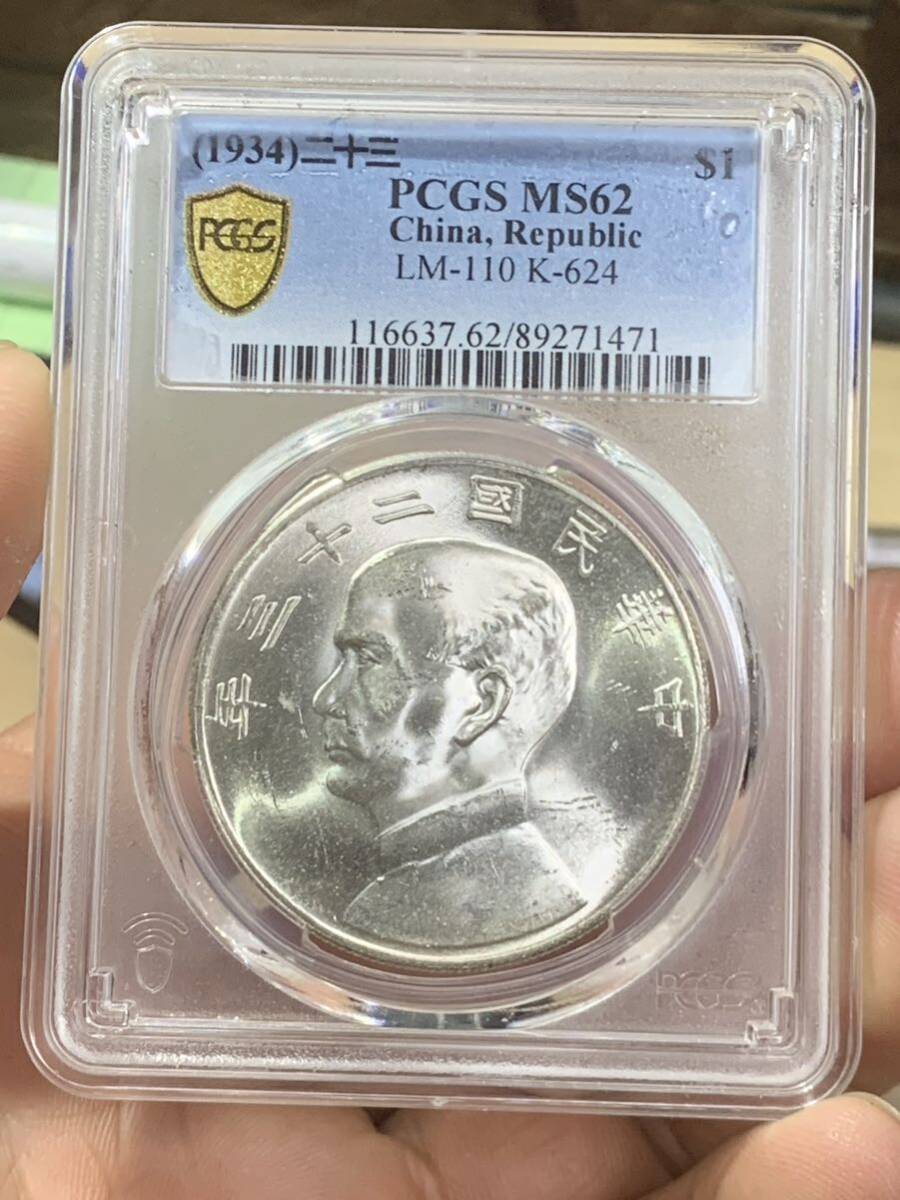 (1934)二十三 $1
PCGS MS62
PCGS
China, Republic
LM-110 K-624
116637.62/89271471
中華民國二十三年
PCGS